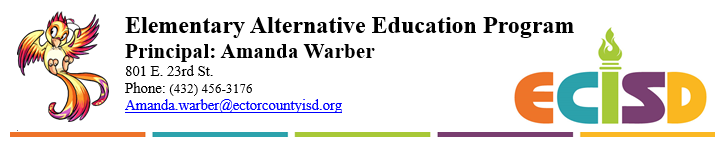 Elementary Alternative Education Program
Principal: Amanda Warber
801 E. 23rd St.
Phone: (432) 456-3176
Amanda.warber@ectorcountyisd.org
ECISD